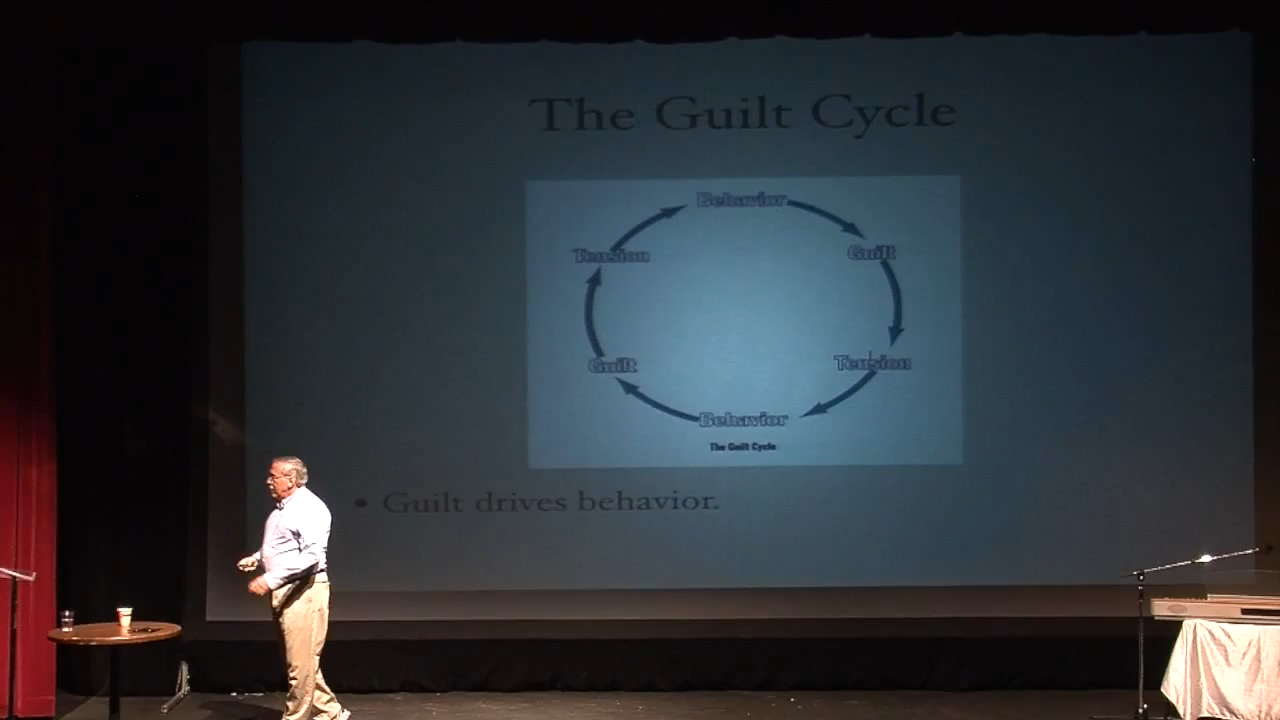 The Guilt Cycle
Behavior
Tension
Guilt
Guilt
Tension
Behavior
The Guilt Cycle
• Guilt drives behavior.